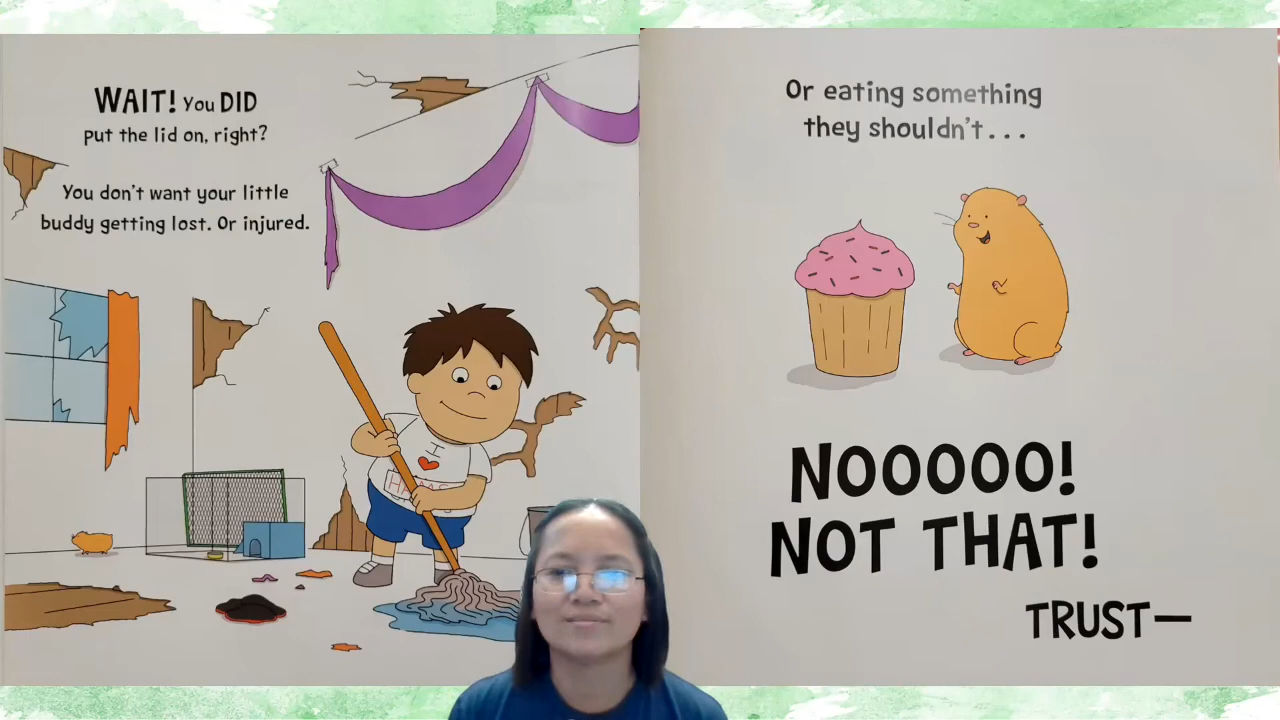 WAIT! You DID
put the lid on, right?
You don't want your little
buddy getting lost. Or injured.
I
Or eating something
they shouldn't...
NOOOOO!
NOT THAT!
TRUST—